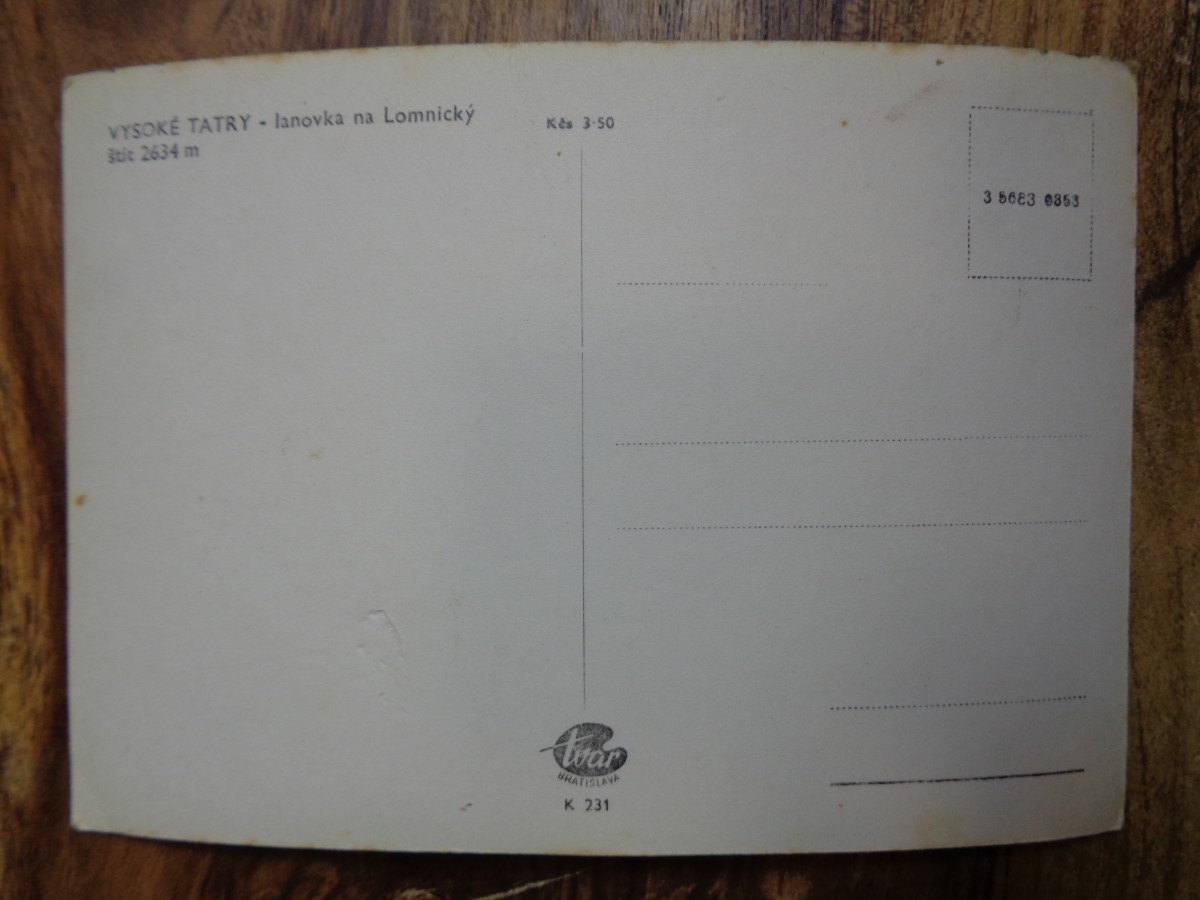 VYSOKÉ TATRY - lanovka na Lomnický
štít 2634 m
Kčs 3·50
3 5683 0353
tvar
BRATISLAVA
K 231